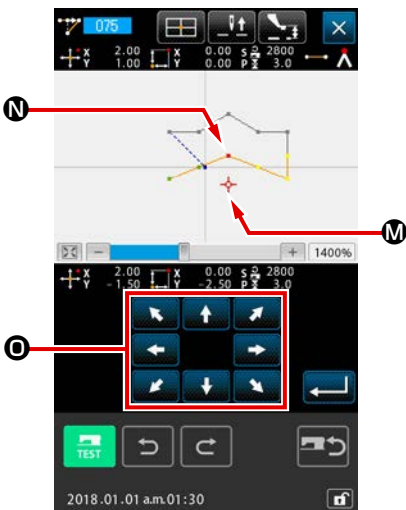 075
X 2.00 X 0.00 S 2800
Y 1.00 Y 0.00 P 3.0
N
M
1400%
X 2.00 X 0.00 S 2800
Y -1.50 Y -2.50 P 3.0
O
TEST
2018.01.01 a.m.01:30